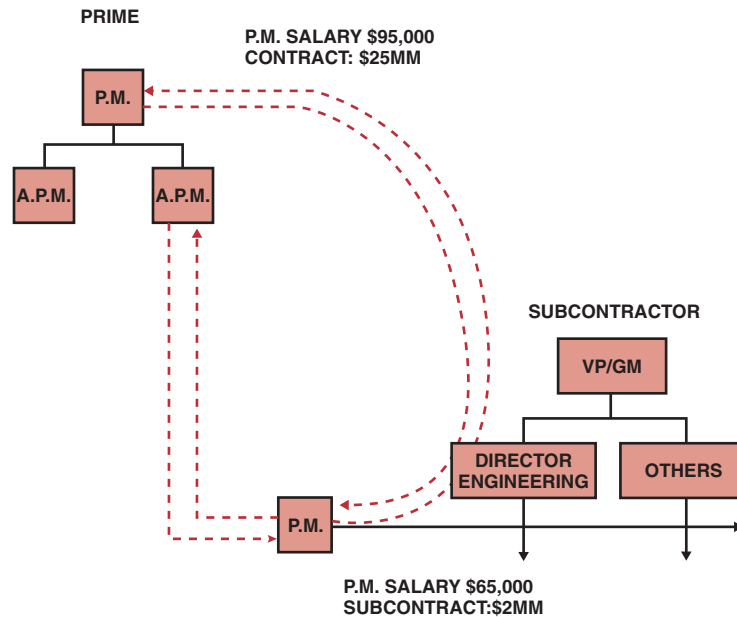 PRIME
P.M. SALARY $95,000
CONTRACT: $25MM
P.M.
A.P.M.
A.P.M.
SUBCONTRACTOR
VP/GM
DIRECTOR
ENGINEERING
OTHERS
P.M.
P.M. SALARY $65,000
SUBCONTRACT:$2MM